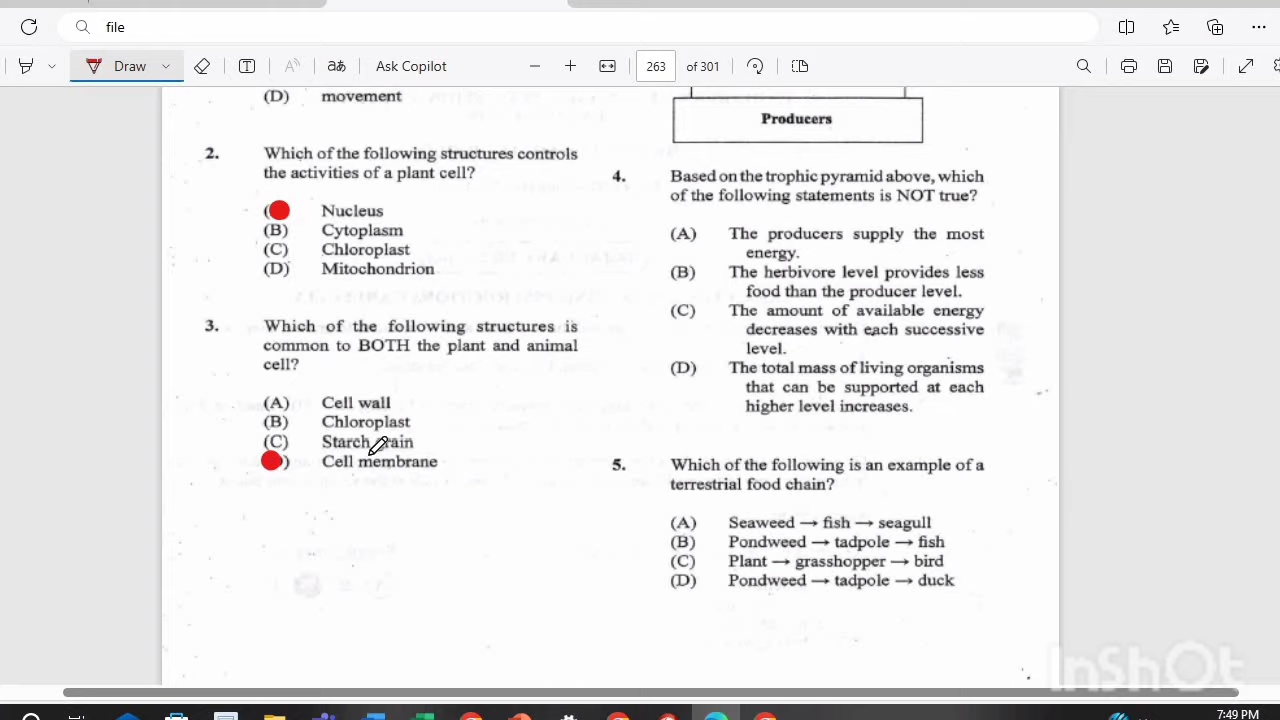 file
Draw
aあ
Ask Copilot
263
of 301
(D) movement
2. Which of the following structures controls
the activities of a plant cell?
( Nucleus
(B) Cytoplasm
(C) Chloroplast
(D) Mitochondrion
3. Which of the following structures is
common to BOTH the plant and animal
cell?
(A) Cell wall
(B) Chloroplast
(C) Starch grain
) Cell membrane
Producers
4. Based on the trophic pyramid above, which
of the following statements is NOT true?
(A) The producers supply the most
energy.
(B) The herbivore level provides less
food than the producer level.
(C) The amount of available energy
decreases with each successive
level.
(D) The total mass of living organisms
that can be supported at each
higher level increases.
5. Which of the following is an example of a
terrestrial food chain?
(A) Seaweed → fish → seagull
(B) Pondweed → tadpole → fish
(C) Plant → grasshopper → bird
(D) Pondweed → tadpole → duck
InShOt
7:49 PM